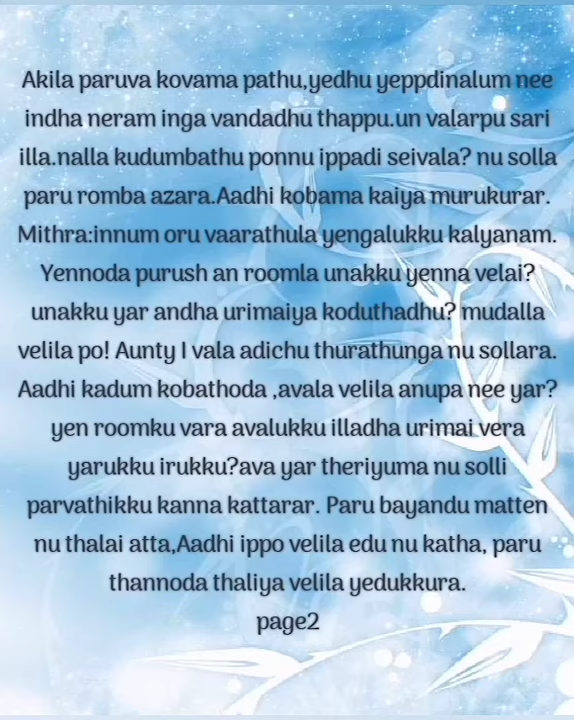 Akila paruva kovama pathu,yedhu yeppdinalum nee
indha neram inga vandadhu thappu.un valarpu sari
illa.nalla kudumbathu ponnu ippadi seivala? nu solla
paru romba azara.Aadhi kobama kaiya murukurar.
Mithra:innum oru vaarathula yengalukku kalyanam.
Yennoda purush an roomla unakku yenna velai?
unakku yar andha urimaiya koduthadhu? mudalla
velila po! Aunty I vala adichu thurathunga nu sollara.
Aadhi kadum kobathoda ,avala velila anupa nee yar?
yen roomku vara avalukku illadha urimai vera
yarukku irukku?ava yar theriyuma nu solli
parvathikku kanna kattarar. Paru bayandu matten
nu thalai atta,Aadhi ippo velila edu nu katha, paru
thannoda thaliya velila yedukkura.
page2